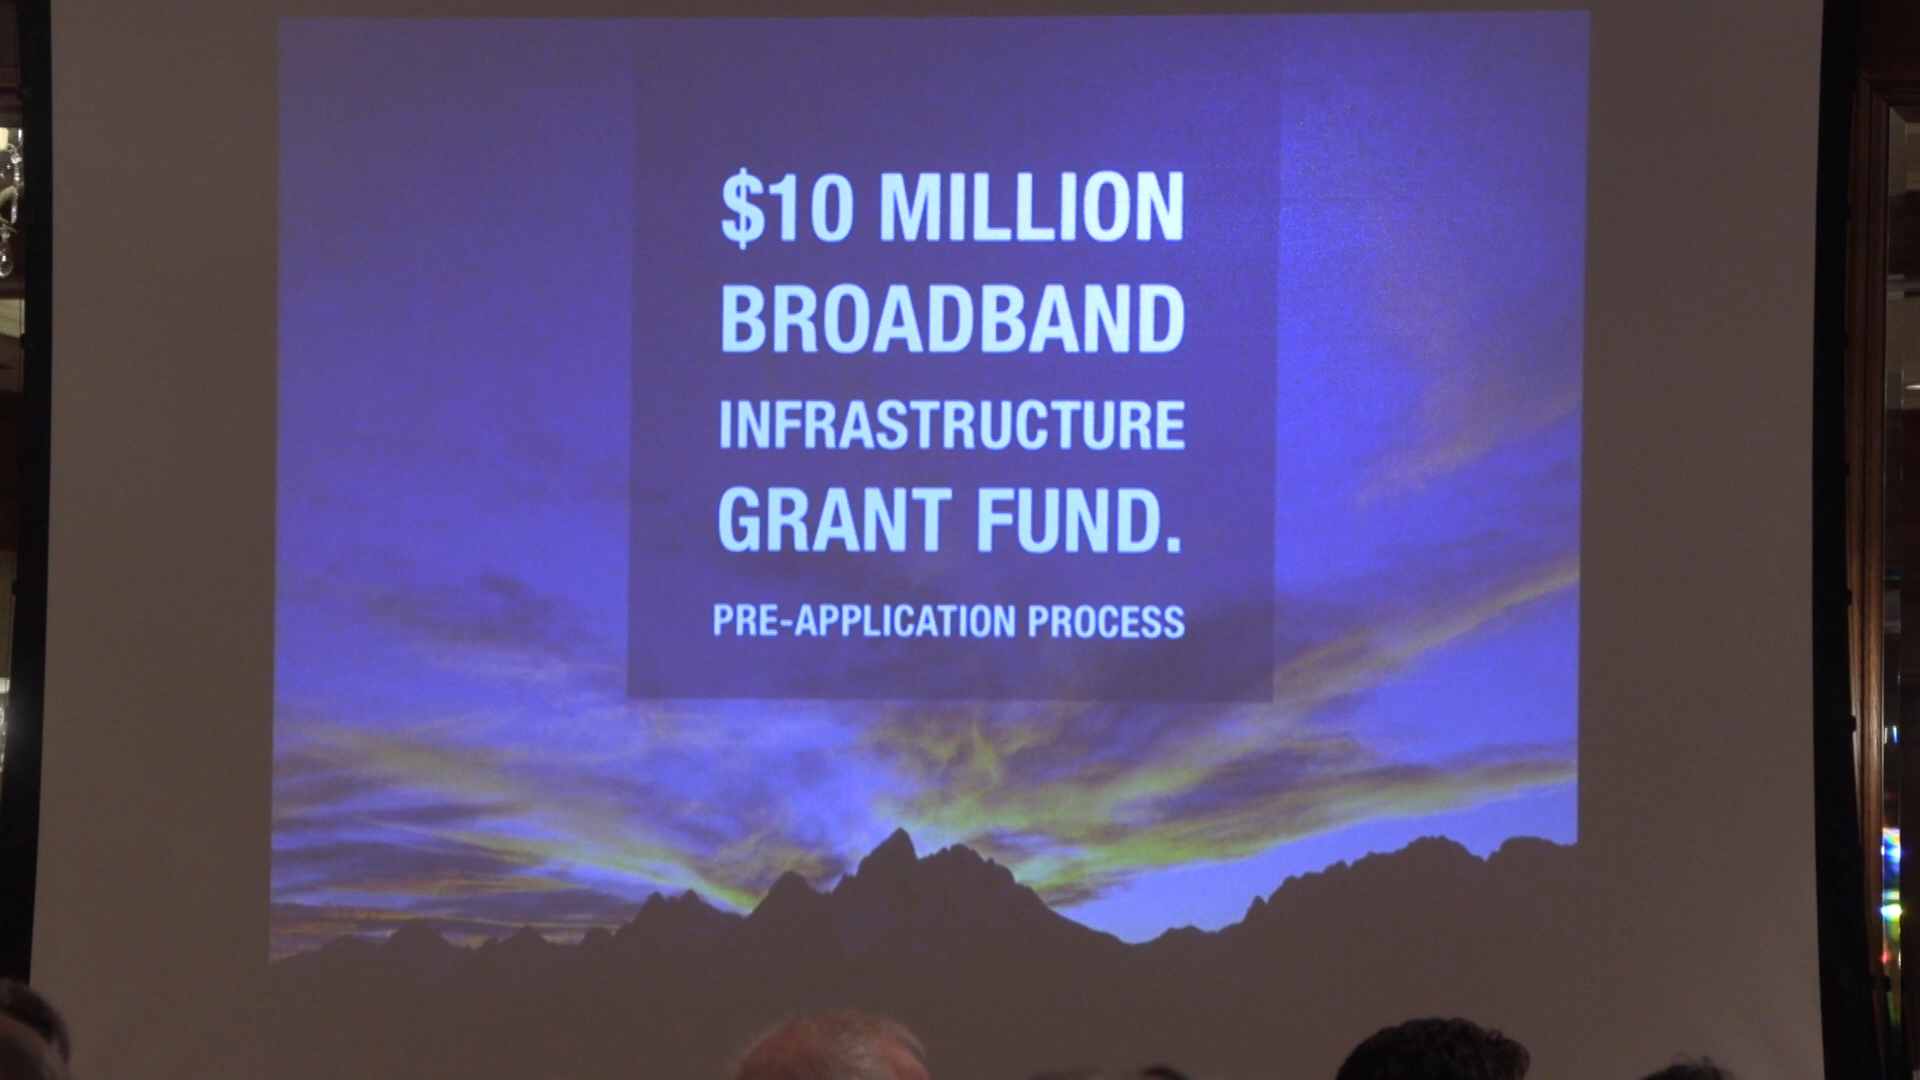 $10 MILLION
BROADBAND
INFRASTRUCTURE
GRANT FUND.
PRE-APPLICATION PROCESS